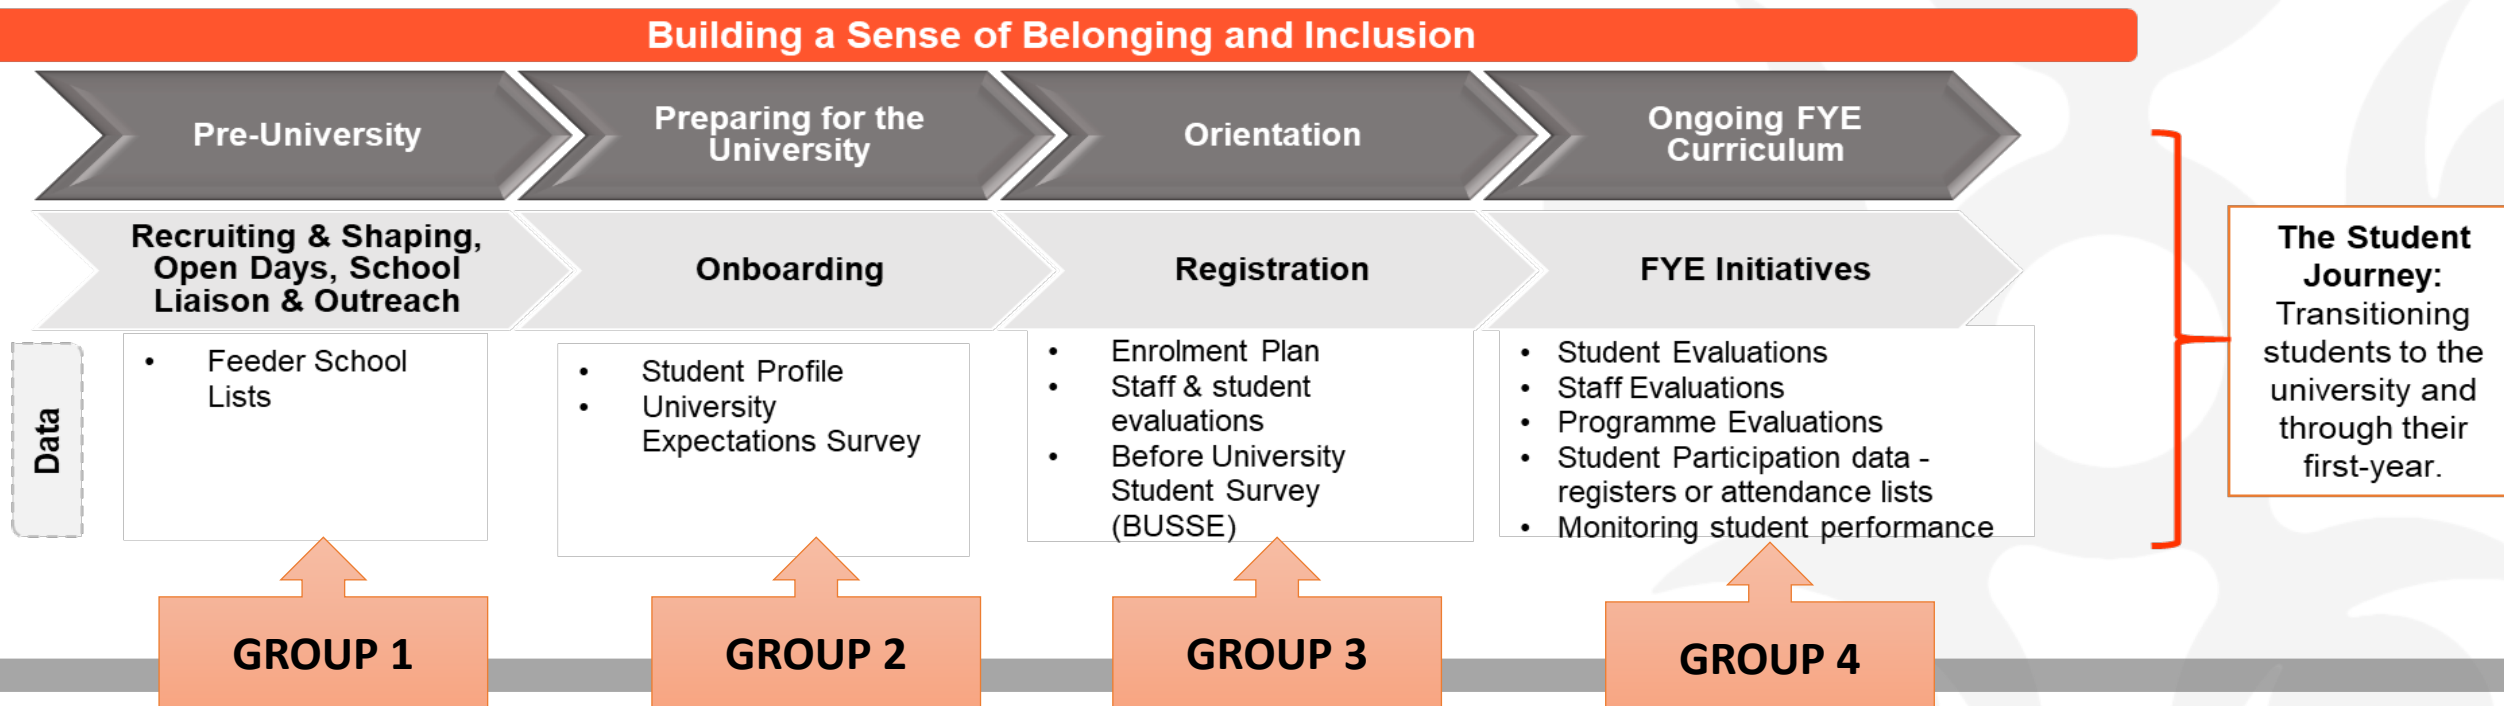 Building a Sense of Belonging and Inclusion
Pre-University
Preparing for the
University
Orientation
Ongoing FYE
Curriculum
Recruiting & Shaping,
Open Days, School
Liaison & Outreach
Onboarding
Registration
FYE Initiatives
Data
• Feeder School
Lists
• Student Profile
• University
Expectations Survey
• Enrolment Plan
• Staff & student
evaluations
• Before University
Student Survey
(BUSSE)
• Student Evaluations
• Staff Evaluations
• Programme Evaluations
• Student Participation data -
registers or attendance lists
• Monitoring student performance
The Student
Journey:
Transitioning
students to the
university and
through their
first-year.
GROUP 1
GROUP 2
GROUP 3
GROUP 4